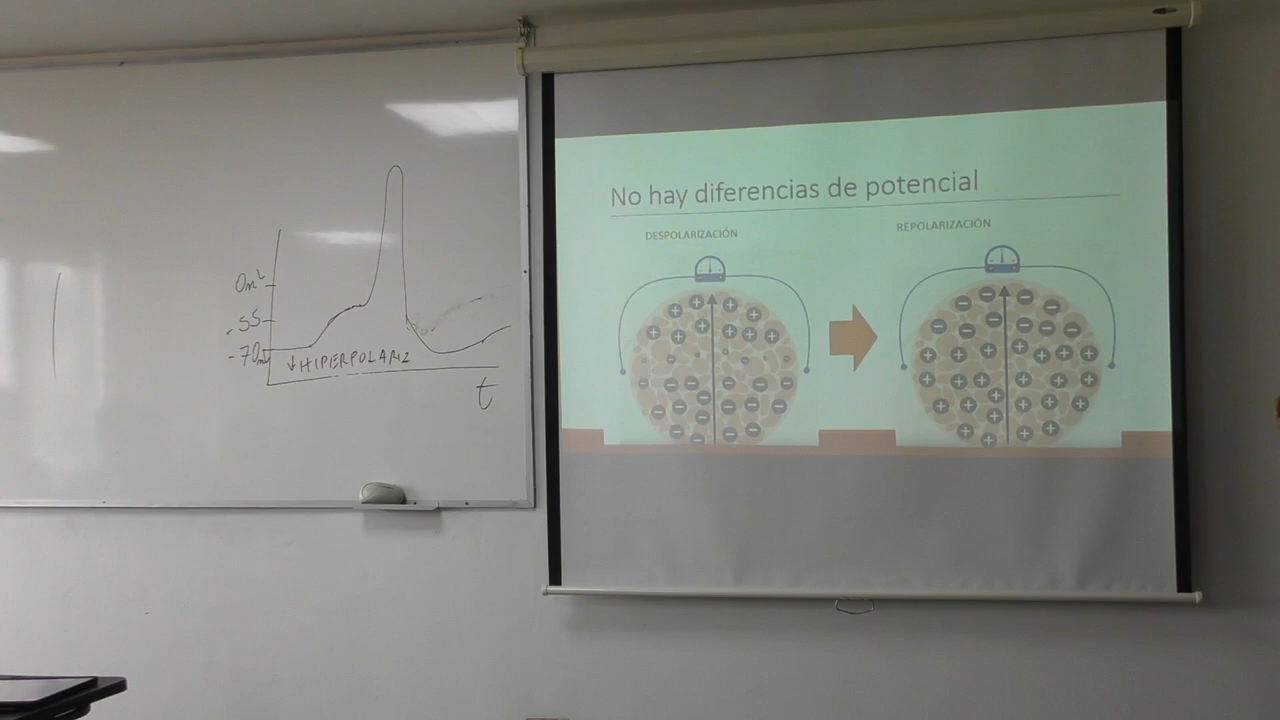 0mV
-55
-70mV
↓HIPERPOLARIZ
t
No hay diferencias de potencial
DESPOLARIZACIÓN
REPOLARIZACIÓN